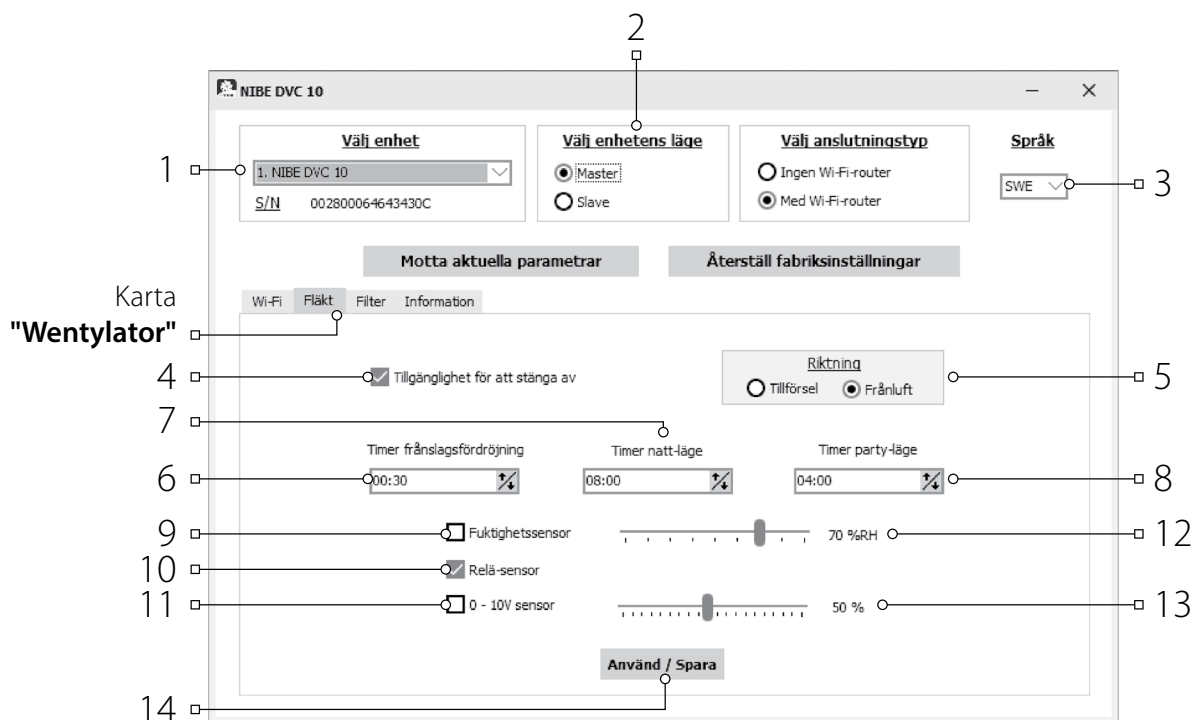 2
NIBE DVC 10
Välj enhet
Välj enhetens läge
Välj anslutningstyp
Språk
1
1. NIBE DVC 10
Master
Ingen Wi-Fi-router
SWE
3
S/N 002800064643430C
Slave
Med Wi-Fi-router
Motta aktuella parametrar
Återställ fabriksinställningar
Karta
"Wentylator"
Wi-Fi Fläkt Filter Information
4
Tillgänglighet för att stänga av
Riktning
Tillförsel Frånluft
5
7
Timer frånslagsfördröjning
Timer natt-läge
Timer party-läge
6
00:30
08:00
04:00
8
9
Fuktighetssensor
70 %RH
12
10
Relä-sensor
11
0 - 10V sensor
50 %
13
Använd / Spara
14